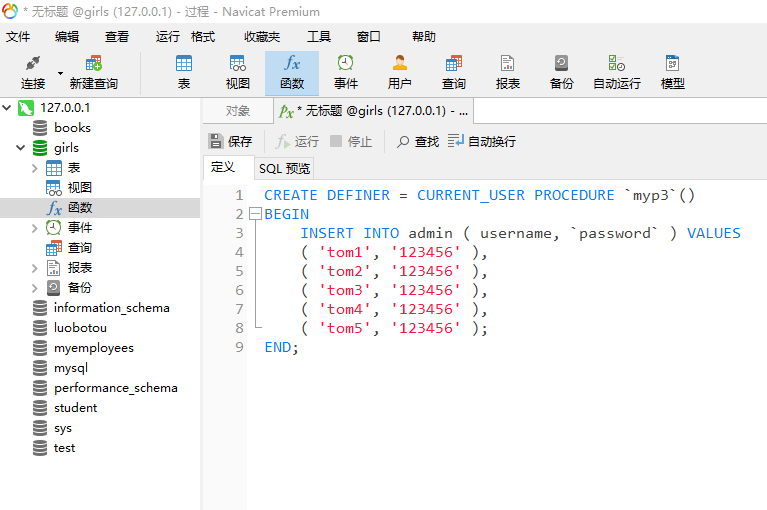 * 无标题 @girls (127.0.0.1) - 过程 - Navicat Premium
文件 编辑 查看 运行 格式 收藏夹 工具 窗口 帮助
连接 新建查询 表 视图 函数 事件 用户 查询 报表 备份 自动运行 模型
127.0.0.1
books
girls
表
视图
函数
事件
查询
报表
备份
information_schema
luobotou
myemployees
mysql
performance_schema
student
sys
test
对象 * 无标题 @girls (127.0.0.1) - ...
保存 运行 停止 查找 自动换行
定义 SQL 预览
1 CREATE DEFINER = CURRENT_USER PROCEDURE `myp3`()
2 BEGIN
3 INSERT INTO admin ( username, `password` ) VALUES
4 ( 'tom1', '123456' ),
5 ( 'tom2', '123456' ),
6 ( 'tom3', '123456' ),
7 ( 'tom4', '123456' ),
8 ( 'tom5', '123456' );
9 END;